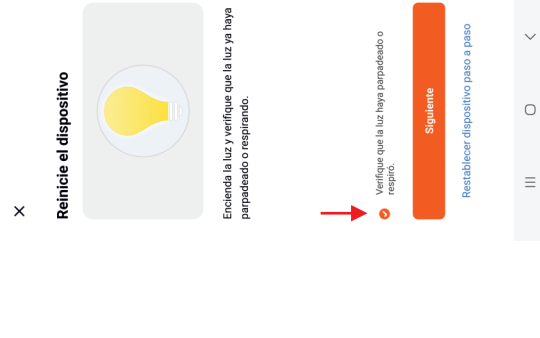 Reinicie el dispositivo
Encienda la luz y verifique que la luz ya haya
parpadeado o respirando.
Verifique que la luz haya parpadeado o
respiró.
Siguiente
Restablecer dispositivo paso a paso